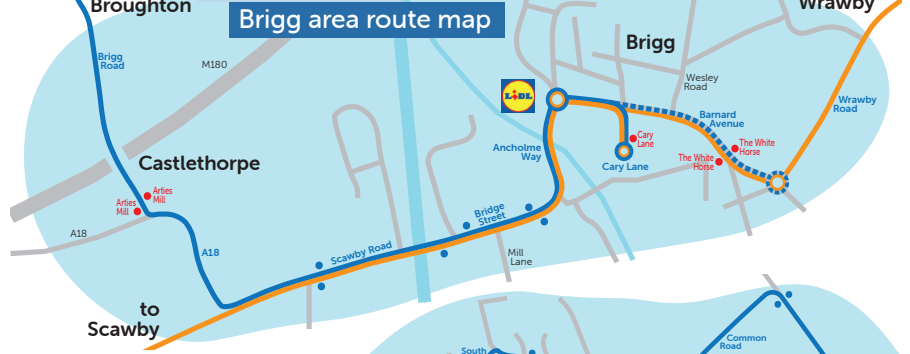 Broughton
Brigg area route map
Wrawby
Brigg
Brigg
Road
M180
LIDL
Wesley
Road
Wrawby
Road
Barnard
Avenue
Cary
Lane
The White
Horse
Ancholme
Way
Castlethorpe
The White
Horse
Cary Lane
Arties
Mill
Arties
Mill
Bridge
Street
A18
A18
Scawby Road
Mill
Lane
to
Scawby
Common
Road
South